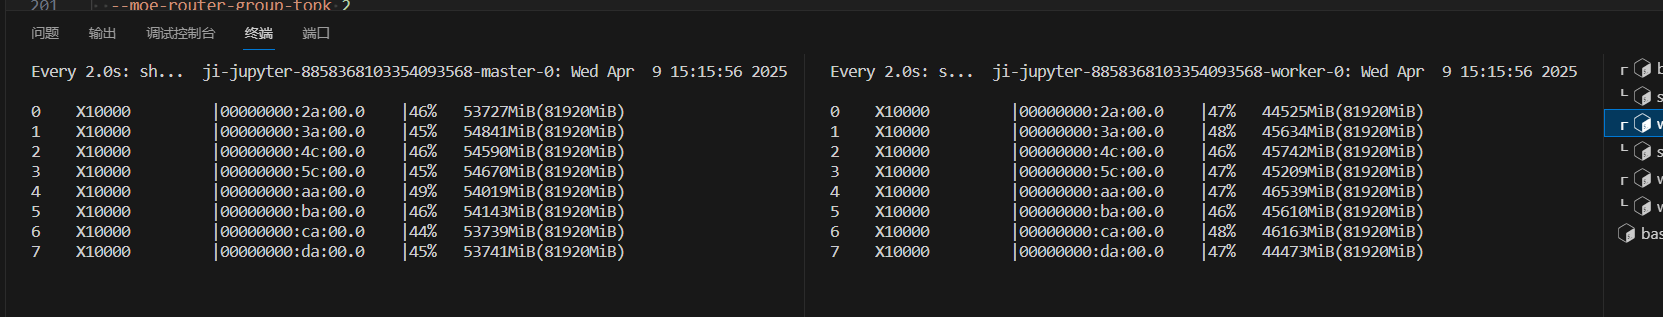 201 --moe-router-group-topk 2
问题 输出 调试控制台 终端 端口
Every 2.0s: sh... ji-jupyter-8858368103354093568-master-0: Wed Apr 9 15:15:56 2025
0 X10000 |00000000:2a:00.0 |46% 53727MiB(81920MiB)
1 X10000 |00000000:3a:00.0 |45% 54841MiB(81920MiB)
2 X10000 |00000000:4c:00.0 |46% 54590MiB(81920MiB)
3 X10000 |00000000:5c:00.0 |45% 54670MiB(81920MiB)
4 X10000 |00000000:aa:00.0 |49% 54019MiB(81920MiB)
5 X10000 |00000000:ba:00.0 |46% 54143MiB(81920MiB)
6 X10000 |00000000:ca:00.0 |44% 53739MiB(81920MiB)
7 X10000 |00000000:da:00.0 |45% 53741MiB(81920MiB)
Every 2.0s: s... ji-jupyter-8858368103354093568-worker-0: Wed Apr 9 15:15:56 2025
0 X10000 |00000000:2a:00.0 |47% 44525MiB(81920MiB)
1 X10000 |00000000:3a:00.0 |48% 45634MiB(81920MiB)
2 X10000 |00000000:4c:00.0 |46% 45742MiB(81920MiB)
3 X10000 |00000000:5c:00.0 |47% 45209MiB(81920MiB)
4 X10000 |00000000:aa:00.0 |47% 46539MiB(81920MiB)
5 X10000 |00000000:ba:00.0 |46% 45610MiB(81920MiB)
6 X10000 |00000000:ca:00.0 |48% 46163MiB(81920MiB)
7 X10000 |00000000:da:00.0 |47% 44473MiB(81920MiB)
b
s
w
s
w
w
bas